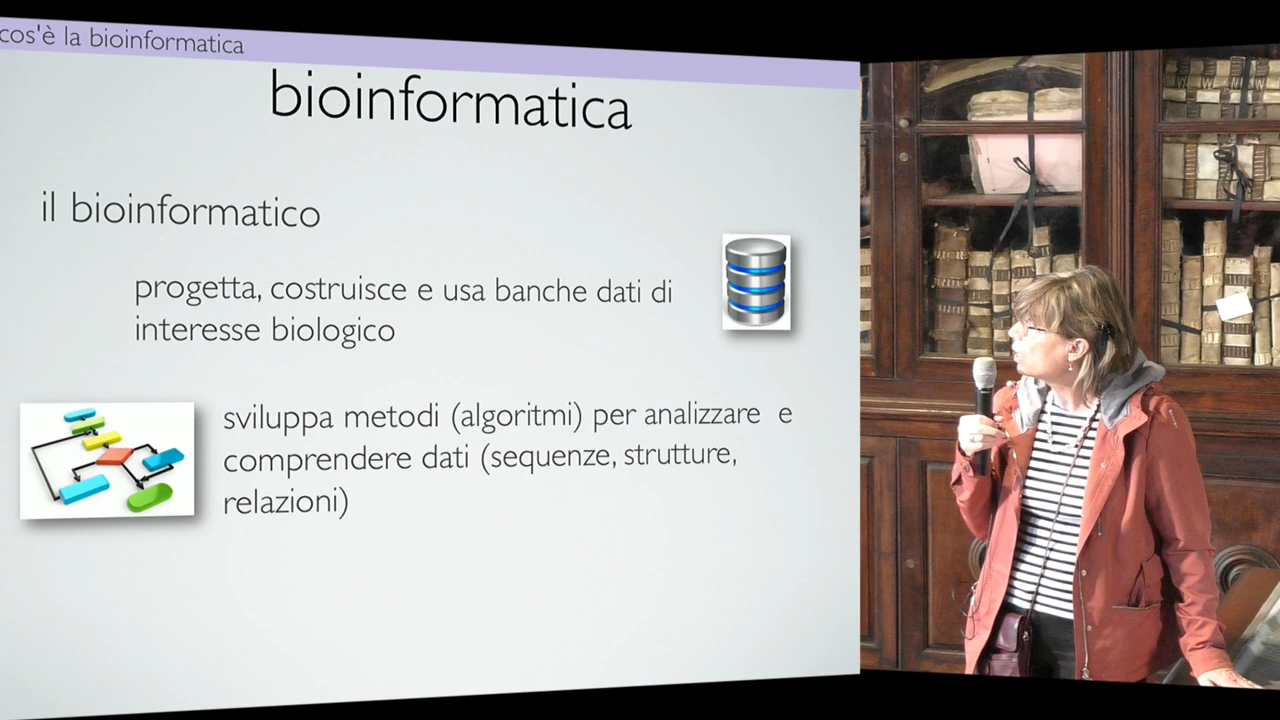 cos'è la bioinformatica
bioinformatica
il bioinformatico
progetta, costruisce e usa banche dati di
interesse biologico
sviluppa metodi (algoritmi) per analizzare e
comprendere dati (sequenze, strutture,
relazioni)